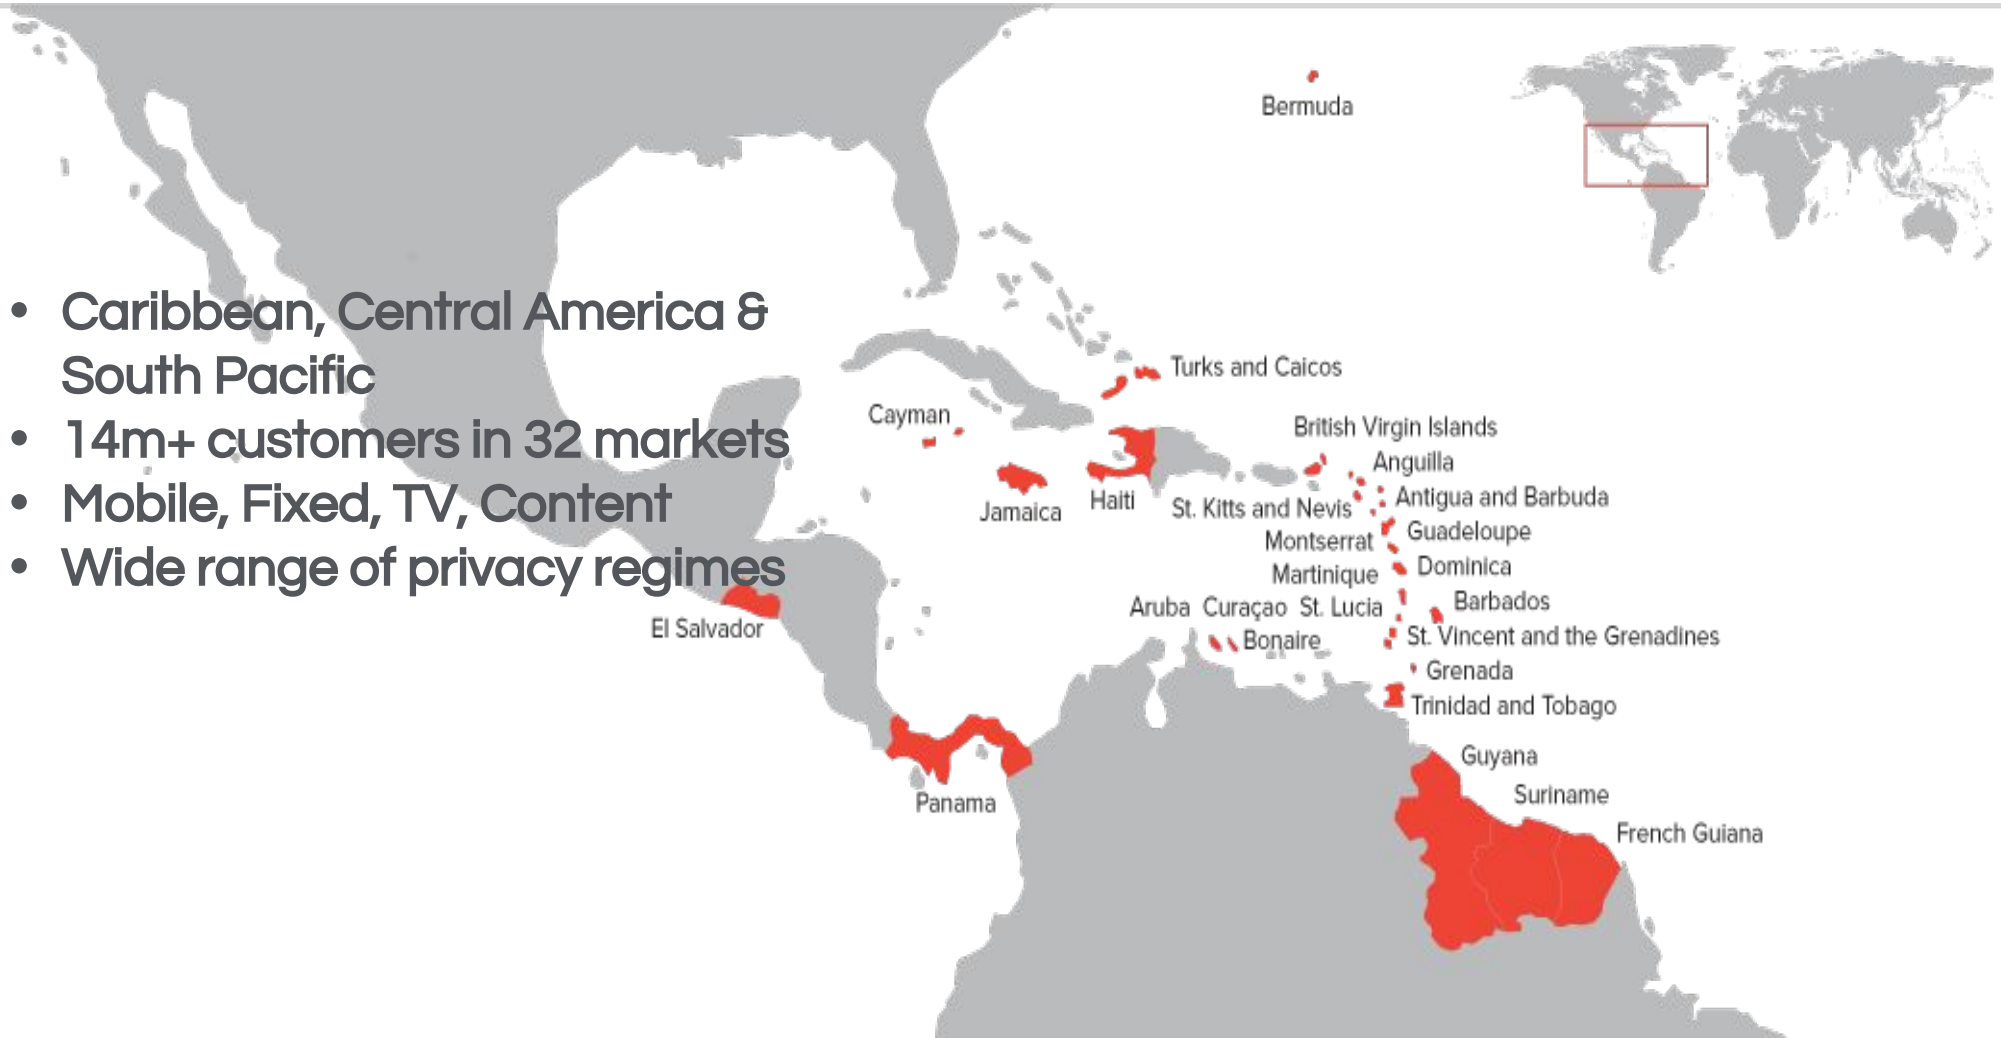 • Caribbean, Central America &
South Pacific
• 14m+ customers in 32 markets
• Mobile, Fixed, TV, Content
• Wide range of privacy regimes
Bermuda
Turks and Caicos
Cayman
Jamaica
Haiti
British Virgin Islands
Anguilla
St. Kitts and Nevis
Antigua and Barbuda
Guadeloupe
Montserrat
Dominica
Martinique
Barbados
Aruba Curaçao St. Lucia
Bonaire
St. Vincent and the Grenadines
Grenada
Trinidad and Tobago
El Salvador
Panama
Guyana
Suriname
French Guiana